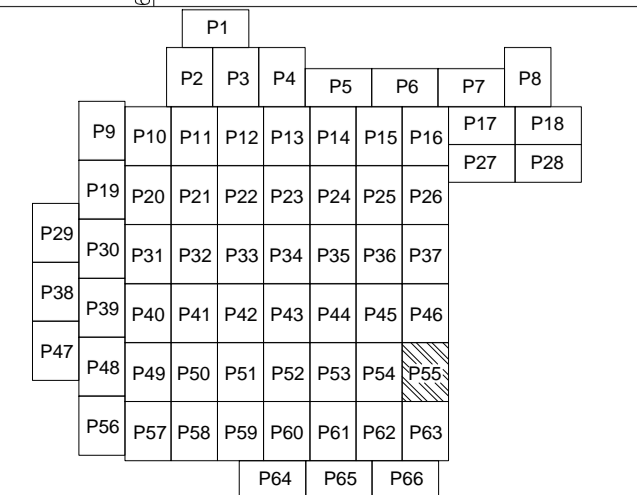 P1
P2 P3 P4 P5 P6 P7 P8
P9 P10 P11 P12 P13 P14 P15 P16 P17 P18
P27 P28
P19 P20 P21 P22 P23 P24 P25 P26
P29 P30 P31 P32 P33 P34 P35 P36 P37
P38 P39 P40 P41 P42 P43 P44 P45 P46
P47 P48 P49 P50 P51 P52 P53 P54 P55
P56 P57 P58 P59 P60 P61 P62 P63
P64 P65 P66